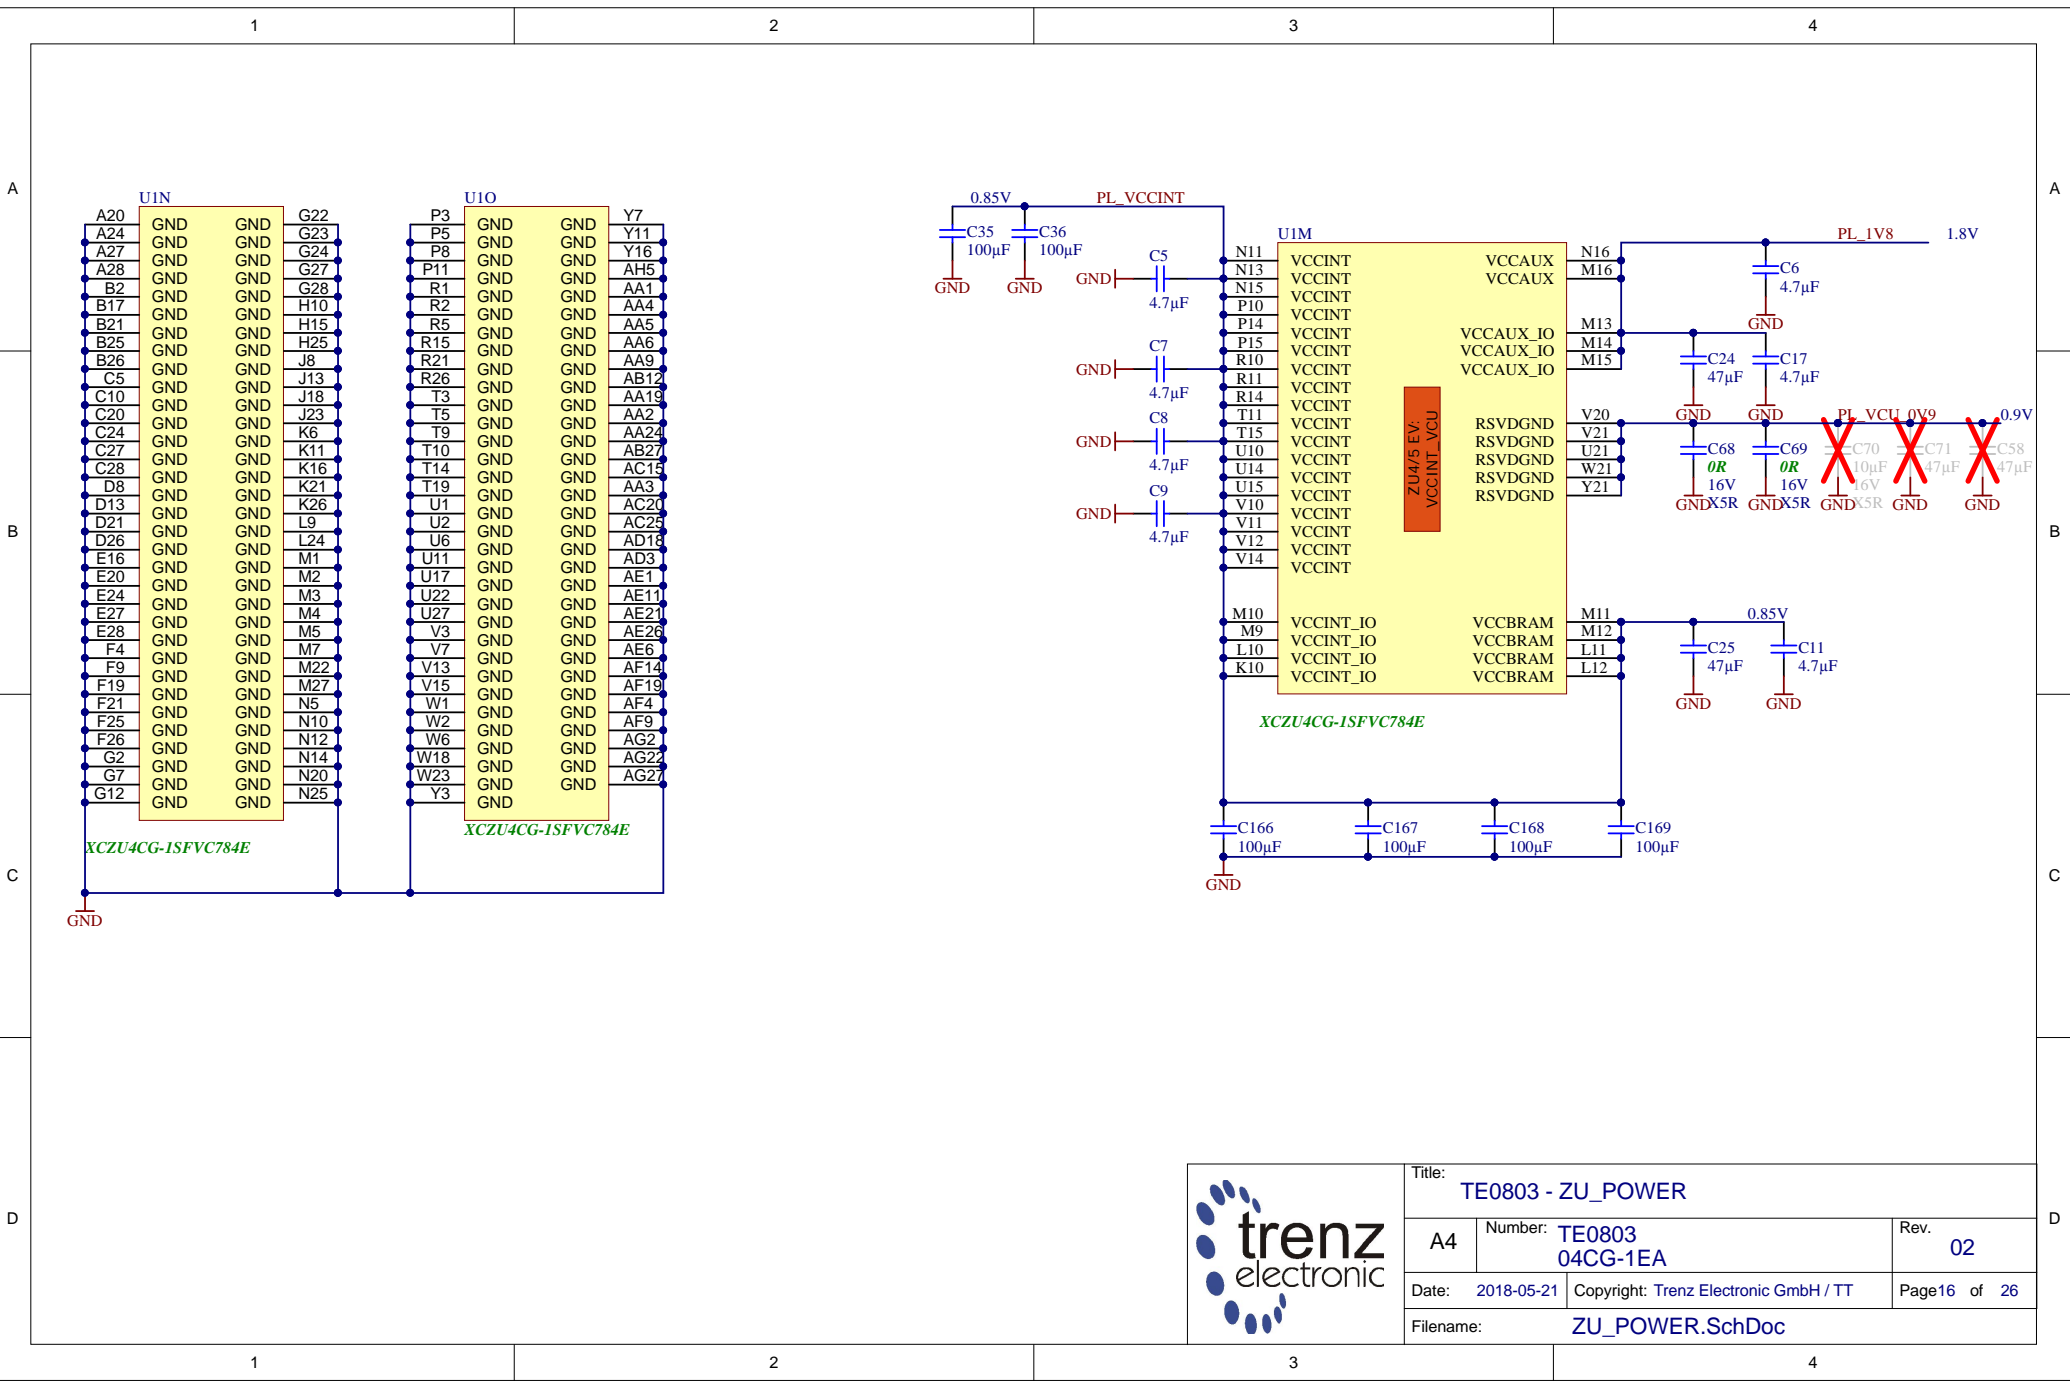 1 2 3 4
A A
B B
C C
D D
U1N
A20 GND GND G22
A24 GND GND G23
A27 GND GND G24
A28 GND GND G27
B2 GND GND G28
B17 GND GND H10
B21 GND GND H15
B25 GND GND H25
B26 GND GND J8
C5 GND GND J13
C10 GND GND J18
C20 GND GND J23
C24 GND GND K6
C27 GND GND K11
C28 GND GND K16
D8 GND GND K21
D13 GND GND K26
D21 GND GND L9
D26 GND GND L24
E16 GND GND M1
E20 GND GND M2
E24 GND GND M3
E27 GND GND M4
E28 GND GND M5
F4 GND GND M7
F9 GND GND M22
F19 GND GND M27
F21 GND GND N5
F25 GND GND N10
F26 GND GND N12
G2 GND GND N14
G7 GND GND N20
G12 GND GND N25
XCZU4CG-1SFVC784E
GND
U1O
P3 GND GND Y7
P5 GND GND Y11
P8 GND GND Y16
P11 GND GND AH5
R1 GND GND AA1
R2 GND GND AA4
R5 GND GND AA5
R15 GND GND AA6
R21 GND GND AA9
R26 GND GND AB12
T3 GND GND AA19
T5 GND GND AA2
T9 GND GND AA24
T10 GND GND AB27
T14 GND GND AC15
T19 GND GND AA3
U1 GND GND AC20
U2 GND GND AC25
U6 GND GND AD18
U11 GND GND AD3
U17 GND GND AE1
U22 GND GND AE11
U27 GND GND AE21
V3 GND GND AE26
V7 GND GND AE6
V13 GND GND AF14
V15 GND GND AF19
W1 GND GND AF4
W2 GND GND AF9
W6 GND GND AG2
W18 GND GND AG22
W23 GND GND AG27
Y3 GND
XCZU4CG-1SFVC784E
0.85V PL_VCCINT
C35 C36
100µF 100µF
GND GND
C5
GND
4.7µF
C7
GND
4.7µF
C8
GND
4.7µF
C9
GND
4.7µF
U1M
N11 VCCINT
N13 VCCINT
N15 VCCINT
P10 VCCINT
P14 VCCINT
P15 VCCINT
R10 VCCINT
R11 VCCINT
R14 VCCINT
T11 VCCINT
T15 VCCINT
U10 VCCINT
U14 VCCINT
U15 VCCINT
V10 VCCINT
V11 VCCINT
V12 VCCINT
V14 VCCINT
M10 VCCINT_IO
M9 VCCINT_IO
L10 VCCINT_IO
K10 VCCINT_IO
ZU4/5 EV:
VCCINT_VCU
VCCAUX N16
VCCAUX M16
VCCAUX_IO M13
VCCAUX_IO M14
VCCAUX_IO M15
RSVDGND V20
RSVDGND V21
RSVDGND U21
RSVDGND W21
RSVDGND Y21
VCCBRAM M11
VCCBRAM M12
VCCBRAM L11
VCCBRAM L12
XCZU4CG-1SFVC784E
PL_1V8 1.8V
C6
4.7µF
GND
C24 C17
47µF 4.7µF
GND GND
PL_VCU_0V9 0.9V
C68 C69 C70 C71 C58
0R 0R 10µF 47µF 47µF
16V 16V 16V
X5R X5R X5R
GND GND GND GND GND
0.85V
C25 C11
47µF 4.7µF
GND GND
C166 C167 C168 C169
100µF 100µF 100µF 100µF
GND
trenz
electronic
Title:
TE0803 - ZU_POWER
A4 Number: TE0803
04CG-1EA
Rev.
02
Date: 2018-05-21 Copyright: Trenz Electronic GmbH / TT Page16 of 26
Filename: ZU_POWER.SchDoc
1 2 3 4